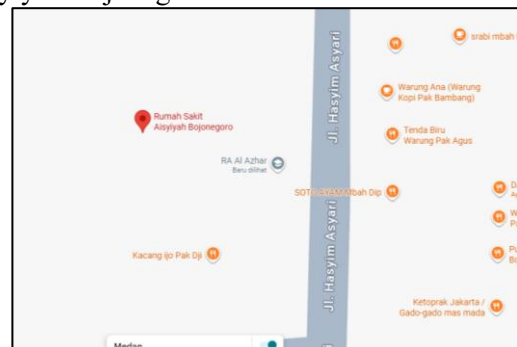 srabi mbah
Jl. Hasyim Asyari
Warung Ana (Warung
Kopi Pak Bambang)
Rumah Sakit
Aisyiyah Bojonegoro
Tenda Biru
Warung Pak Agus
RA Al Azhar
Baru dilihat
SOTO AYAM Mbah Dip
Jl. Hasyim Asyari
Kacang ijo Pak Dji
Ketoprak Jakarta /
Gado-gado mas mada
Medan